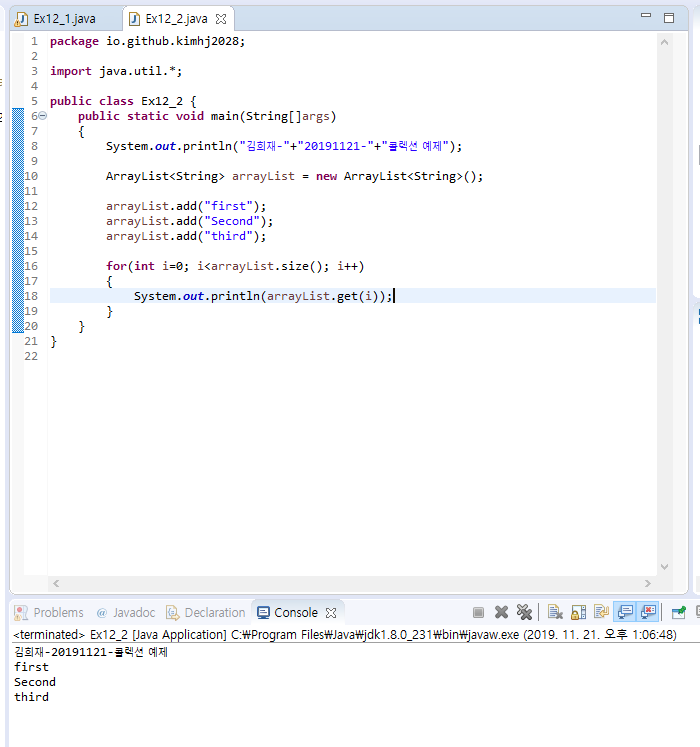 Ex12_1.java Ex12_2.java
1 package io.github.kimhj2028;
2
3 import java.util.*;
4
5 public class Ex12_2 {
6 public static void main(String[]args)
7 {
8 System.out.println("김희재-"+"20191121-"+"콜렉션 예제");
9
10 ArrayList<String> arrayList = new ArrayList<String>();
11
12 arrayList.add("first");
13 arrayList.add("Second");
14 arrayList.add("third");
15
16 for(int i=0; i<arrayList.size(); i++)
17 {
18 System.out.println(arrayList.get(i));
19 }
20 }
21 }
22
Problems @ Javadoc Declaration Console
<terminated> Ex12_2 [Java Application] C:₩Program Files₩Java₩jdk1.8.0_231₩bin₩javaw.exe (2019. 11. 21. 오후 1:06:48)
김희재-20191121-콜렉션 예제
first
Second
third